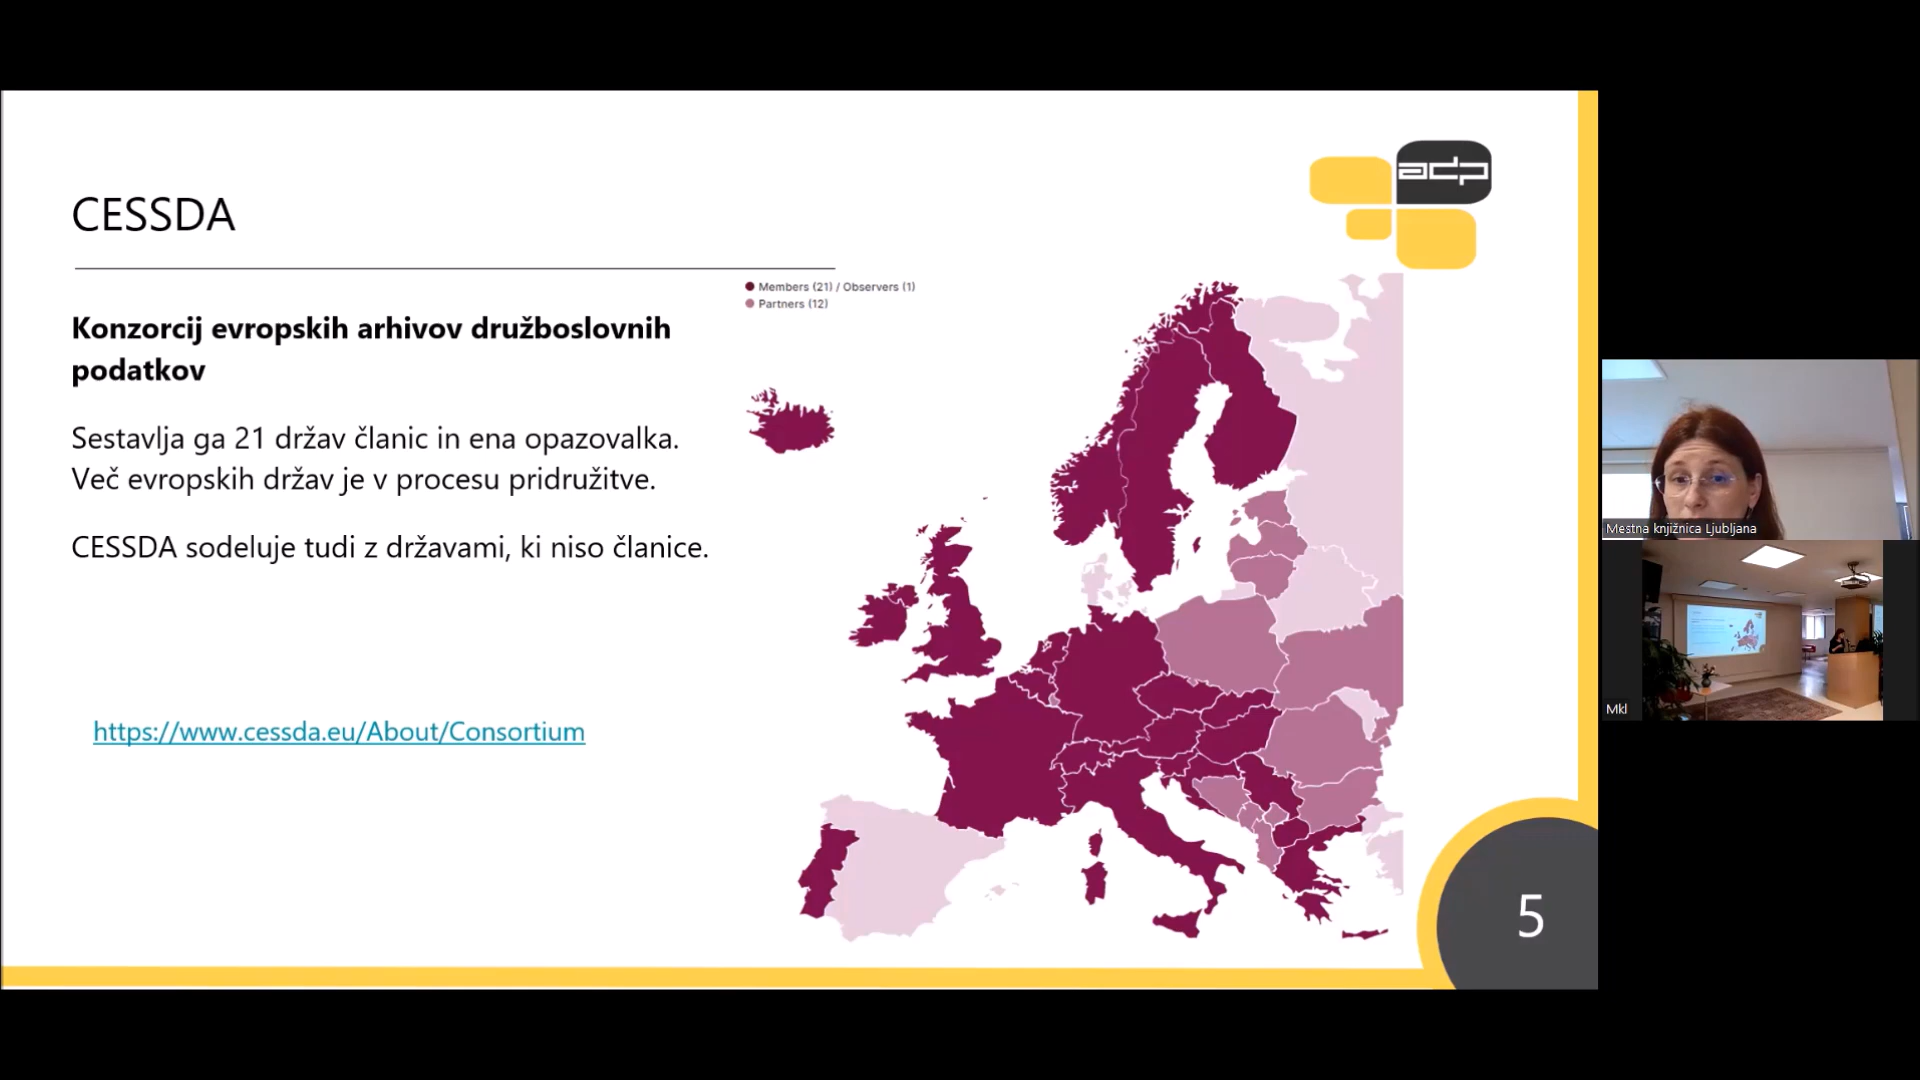 CESSDA
adp
Members (21) / Observers (1)
Partners (12)
Konzorcij evropskih arhivov družboslovnih
podatkov
Sestavlja ga 21 držav članic in ena opazovalka.
Več evropskih držav je v procesu pridružitve.
CESSDA sodeluje tudi z državami, ki niso članice.
https://www.cessda.eu/About/Consortium
5
Mestna knjižnica Ljubljana
Mkl